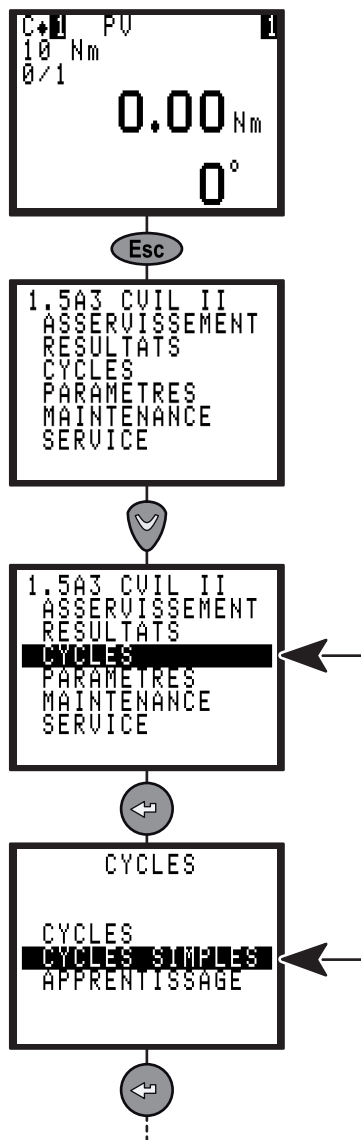 C♦1 PV 1
10 Nm
0/1
0.00 Nm
0°
Esc
1.5A3 CVIL II
ASSERVISSEMENT
RESULTATS
CYCLES
PARAMETRES
MAINTENANCE
SERVICE
1.5A3 CVIL II
ASSERVISSEMENT
RESULTATS
CYCLES
PARAMETRES
MAINTENANCE
SERVICE
CYCLES
CYCLES
CYCLES SIMPLES
APPRENTISSAGE